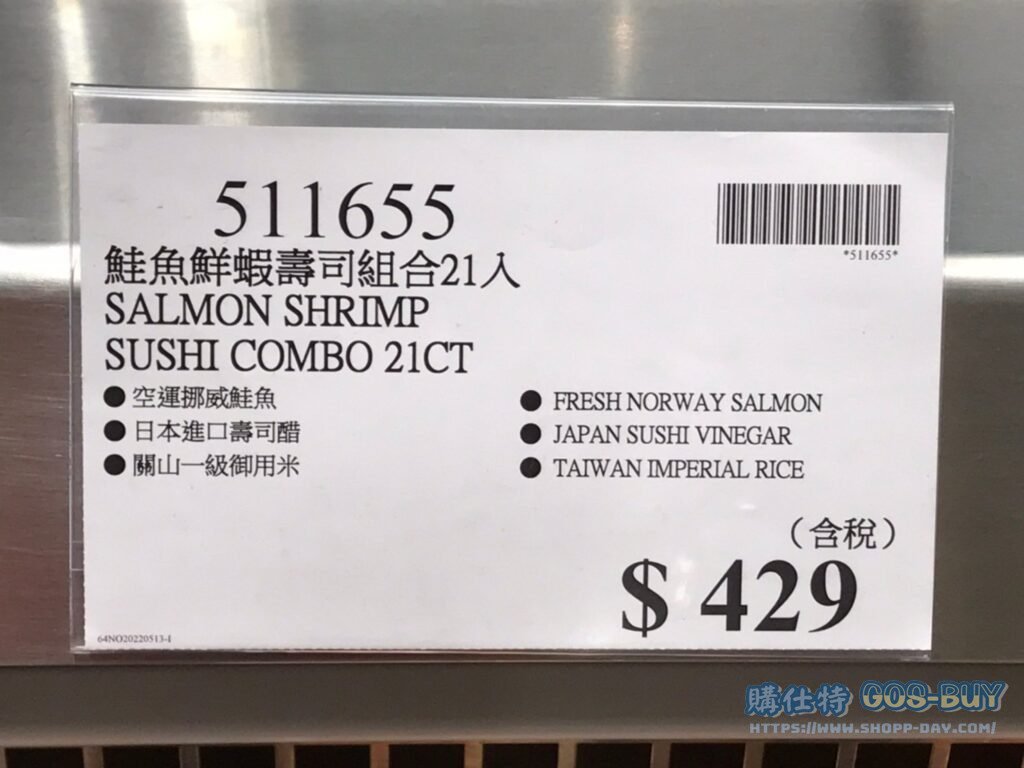 511655
*511655*
鮭魚鮮蝦壽司組合21入
SALMON SHRIMP
SUSHI COMBO 21CT
● 空運挪威鮭魚
● 日本進口壽司醋
● 關山一級御用米
● FRESH NORWAY SALMON
● JAPAN SUSHI VINEGAR
● TAIWAN IMPERIAL RICE
（含稅）
$ 429
64NO20220513-I
購仕特 GOS-BUY
HTTPS://WWW.SHOPP-DAY.COM/